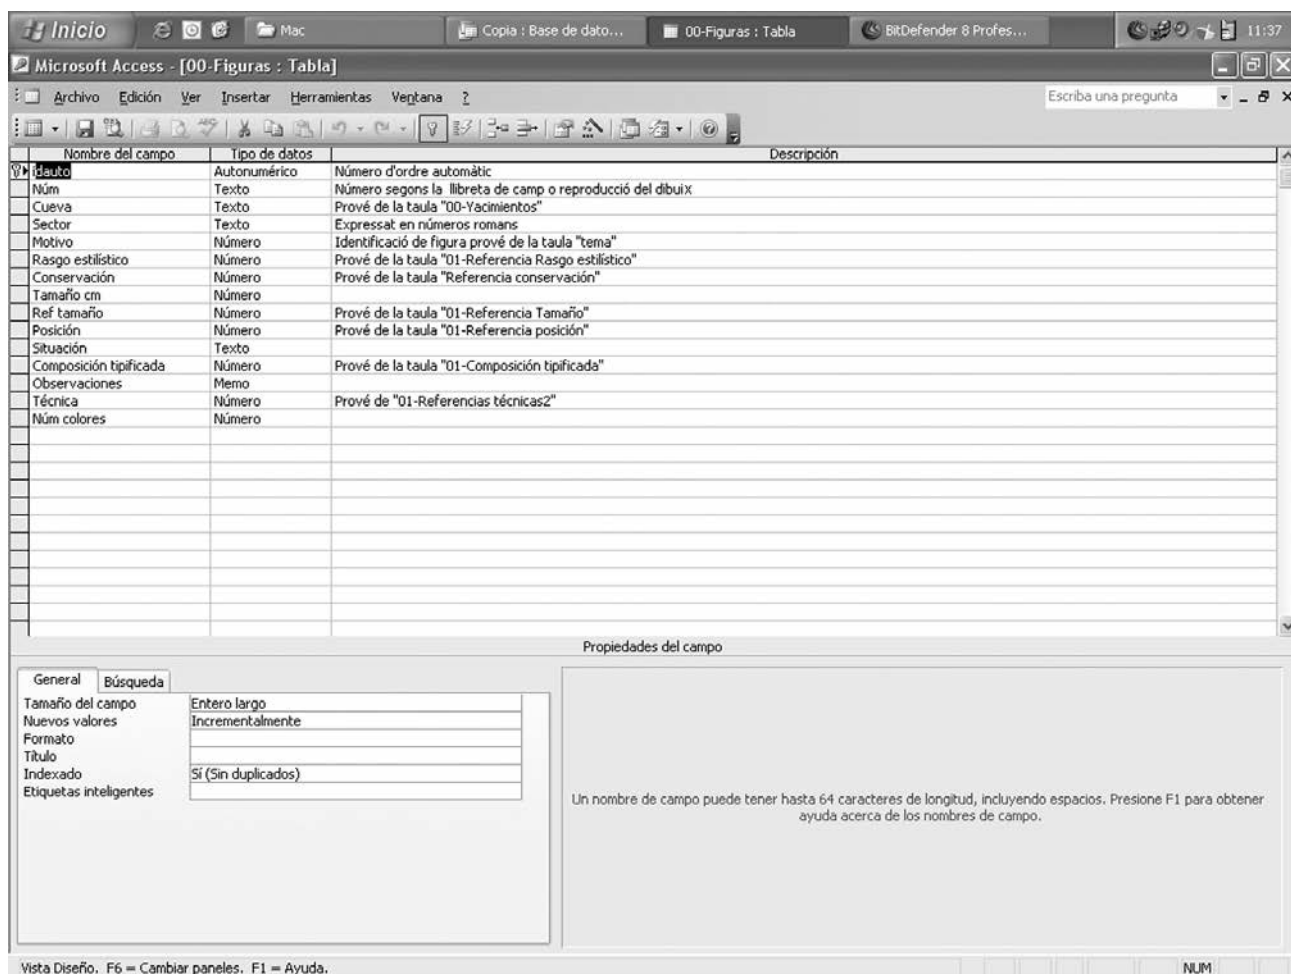 Inicio Mac Copia : Base de dato... 00-Figuras : Tabla BitDefender 8 Profes... 11:37
Microsoft Access - [00-Figuras : Tabla]
Archivo Edición Ver Insertar Herramientas Ventana ? Escriba una pregunta
Nombre del campo Tipo de datos Descripción
idauto Autonumérico Número d'ordre automàtic
Núm Texto Número segons la llibreta de camp o reproducció del dibuix
Cueva Texto Prové de la taula "00-Yacimientos"
Sector Texto Expressat en números romans
Motivo Número Identificació de figura prové de la taula "tema"
Rasgo estilístico Número Prové de la taula "01-Referencia Rasgo estilístico"
Conservación Número Prové de la taula "Referencia conservación"
Tamaño cm Número
Ref tamaño Número Prové de la taula "01-Referencia Tamaño"
Posición Número Prové de la taula "01-Referencia posición"
Situación Texto
Composición tipificada Número Prové de la taula "01-Composición tipificada"
Observaciones Memo
Técnica Número Prové de "01-Referencias técnicas2"
Núm colores Número
Propiedades del campo
General Búsqueda
Tamaño del campo Entero largo
Nuevos valores Incrementalmente
Formato
Título
Indexado Sí (Sin duplicados)
Etiquetas inteligentes
Un nombre de campo puede tener hasta 64 caracteres de longitud, incluyendo espacios. Presione F1 para obtener
ayuda acerca de los nombres de campo.
Vista Diseño. F6 = Cambiar paneles. F1 = Ayuda. NUM